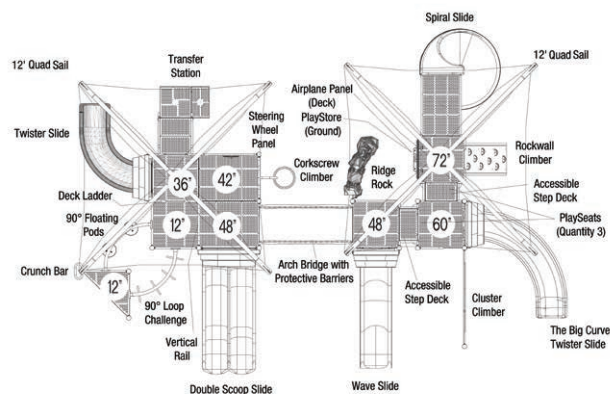 Spiral Slide
12' Quad Sail
Transfer
Station
12' Quad Sail
Airplane Panel
(Deck)
PlayStore
(Ground)
Steering
Wheel
Panel
Twister Slide
Corkscrew
Climber
Ridge
Rock
72"
Rockwall
Climber
36"
42"
Accessible
Step Deck
Deck Ladder
90° Floating
Pods
12"
48"
48"
60"
PlaySeats
(Quantity 3)
Crunch Bar
12"
90° Loop
Challenge
Arch Bridge with
Protective Barriers
Accessible
Step Deck
Cluster
Climber
Vertical
Rail
The Big Curve
Twister Slide
Double Scoop Slide
Wave Slide